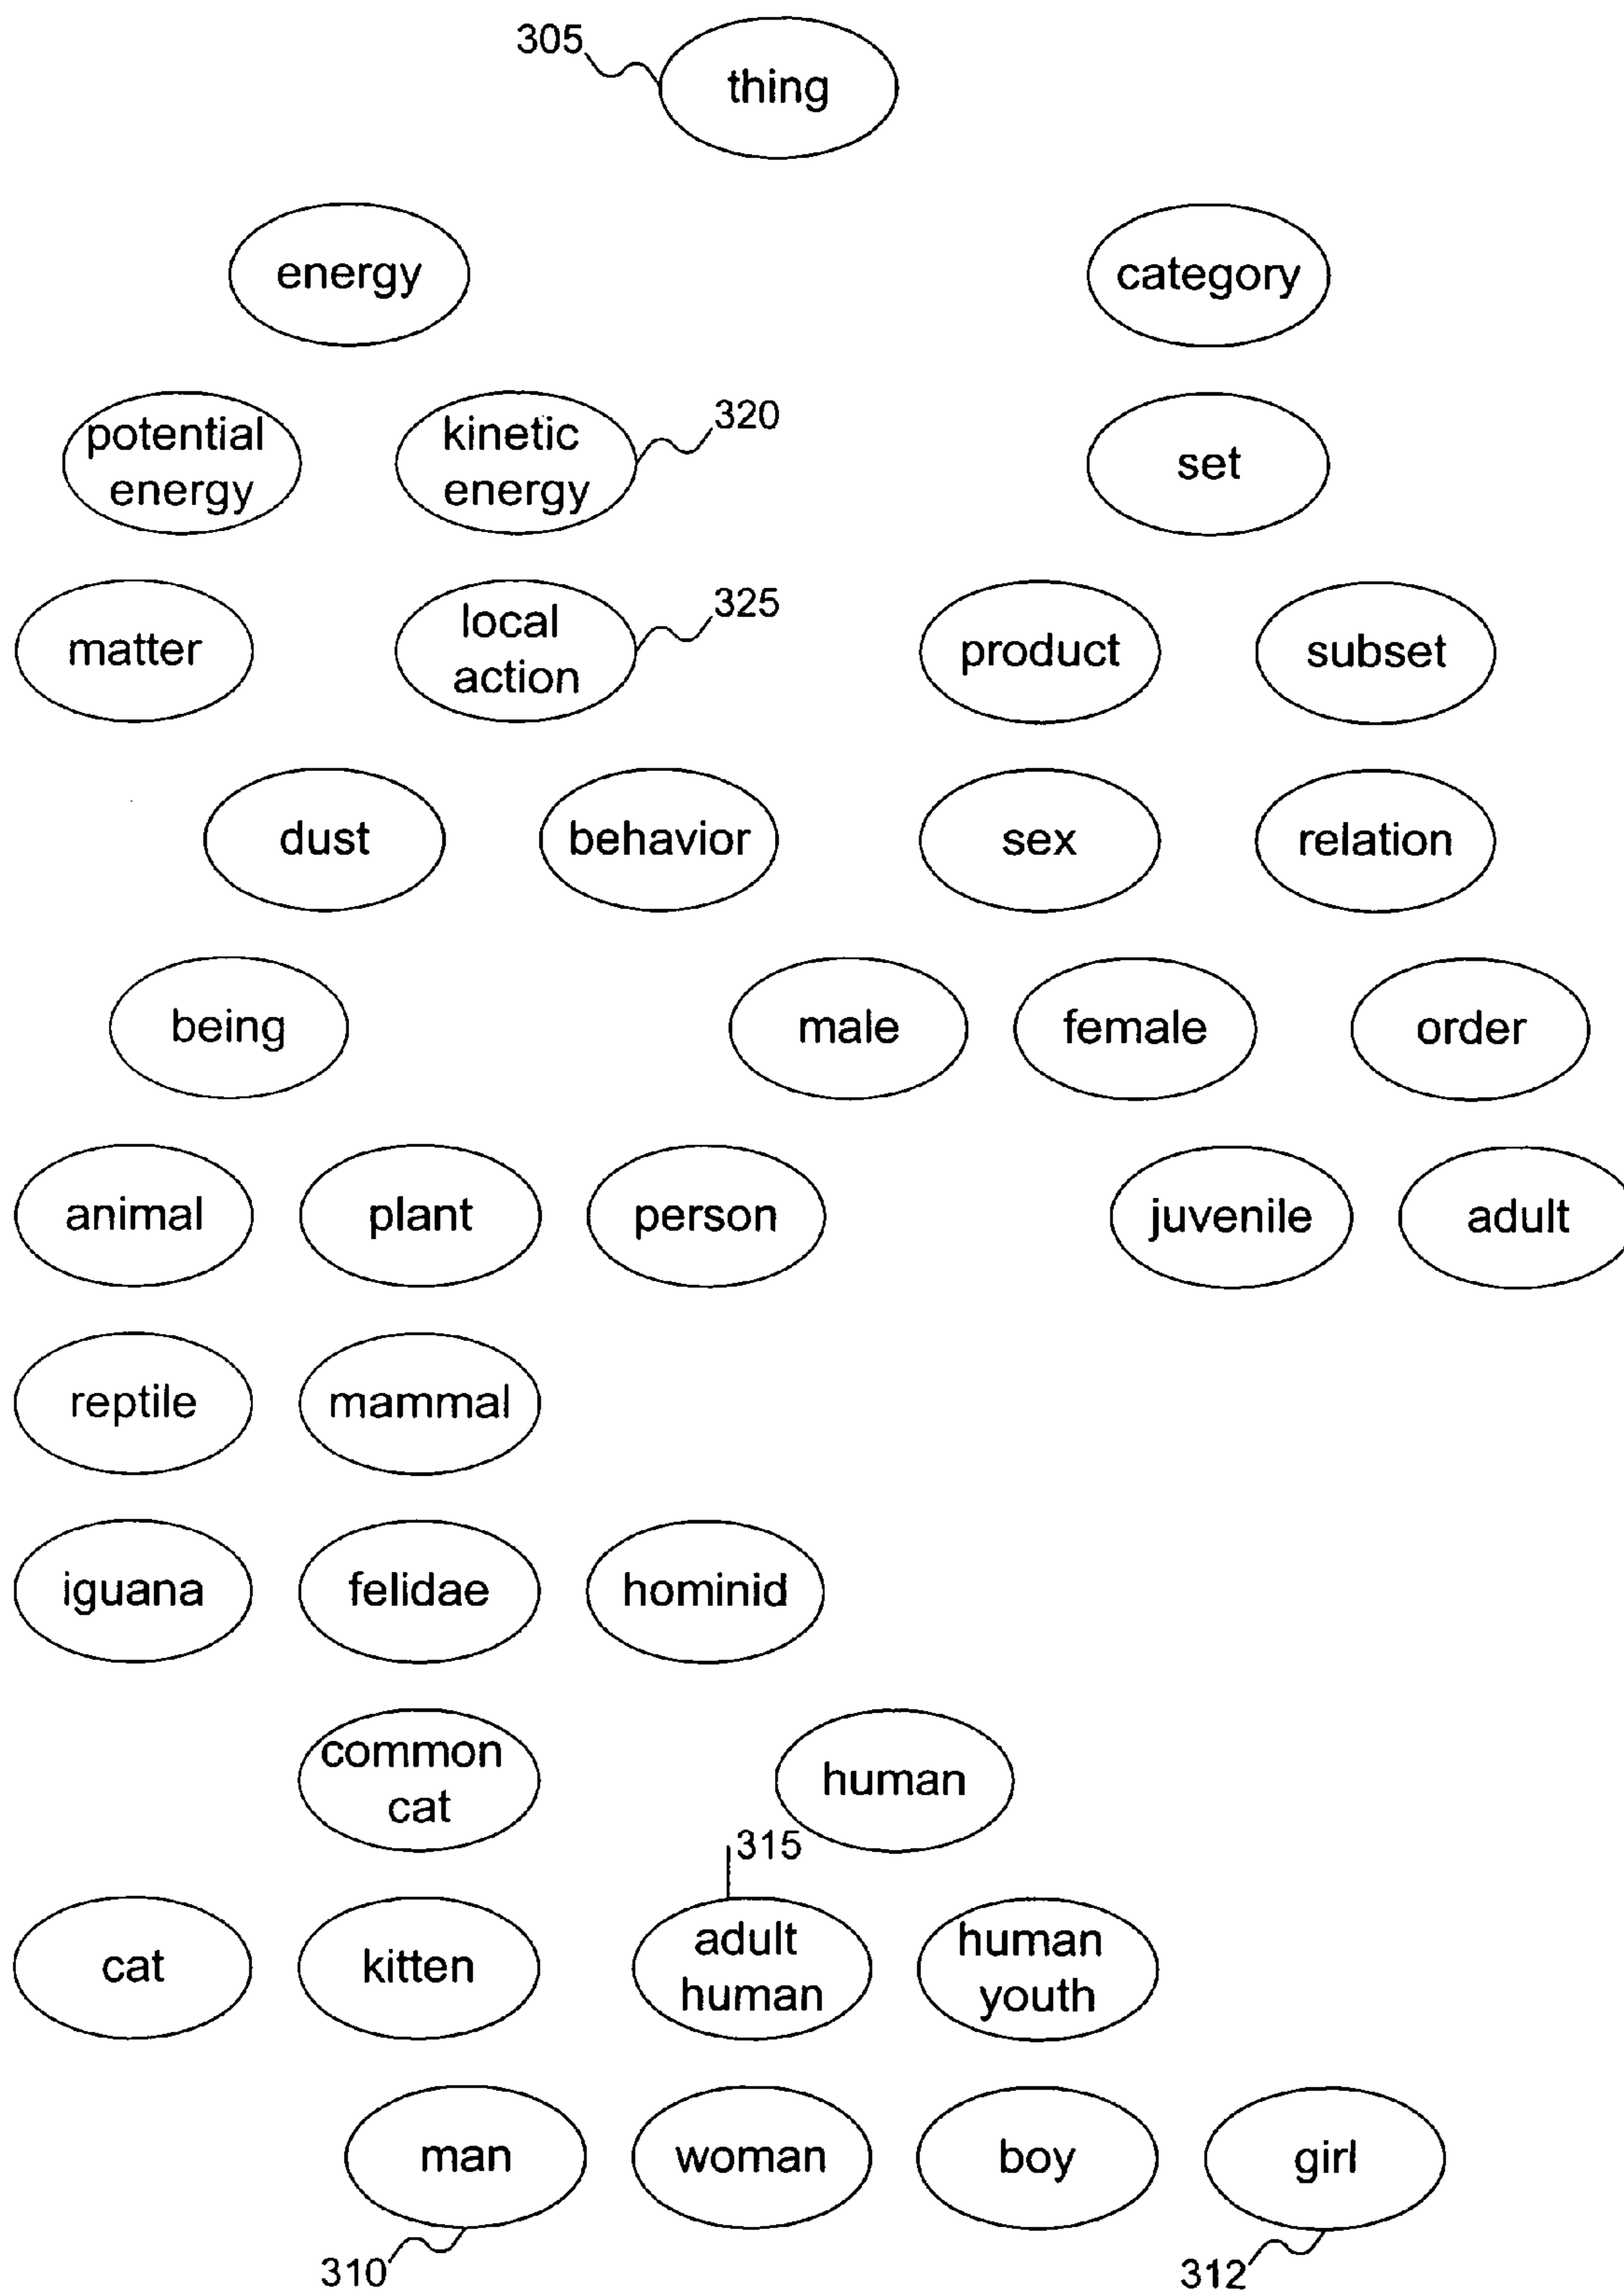 305
thing
energy
category
potential
energy
kinetic
energy
320
set
matter
local
action
325
product
subset
dust
behavior
sex
relation
being
male
female
order
animal
plant
person
juvenile
adult
reptile
mammal
iguana
felidae
hominid
common
cat
human
315
cat
kitten
adult
human
human
youth
man
woman
boy
girl
310
312